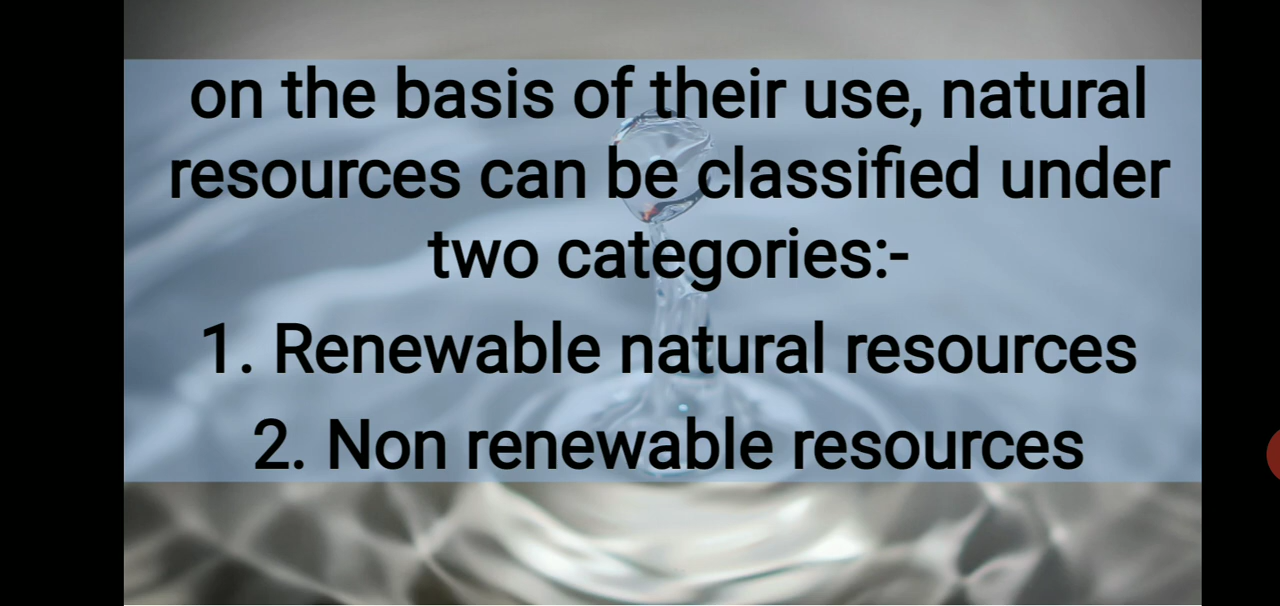 on the basis of their use, natural
resources can be classified under
two categories:-
1. Renewable natural resources
2. Non renewable resources